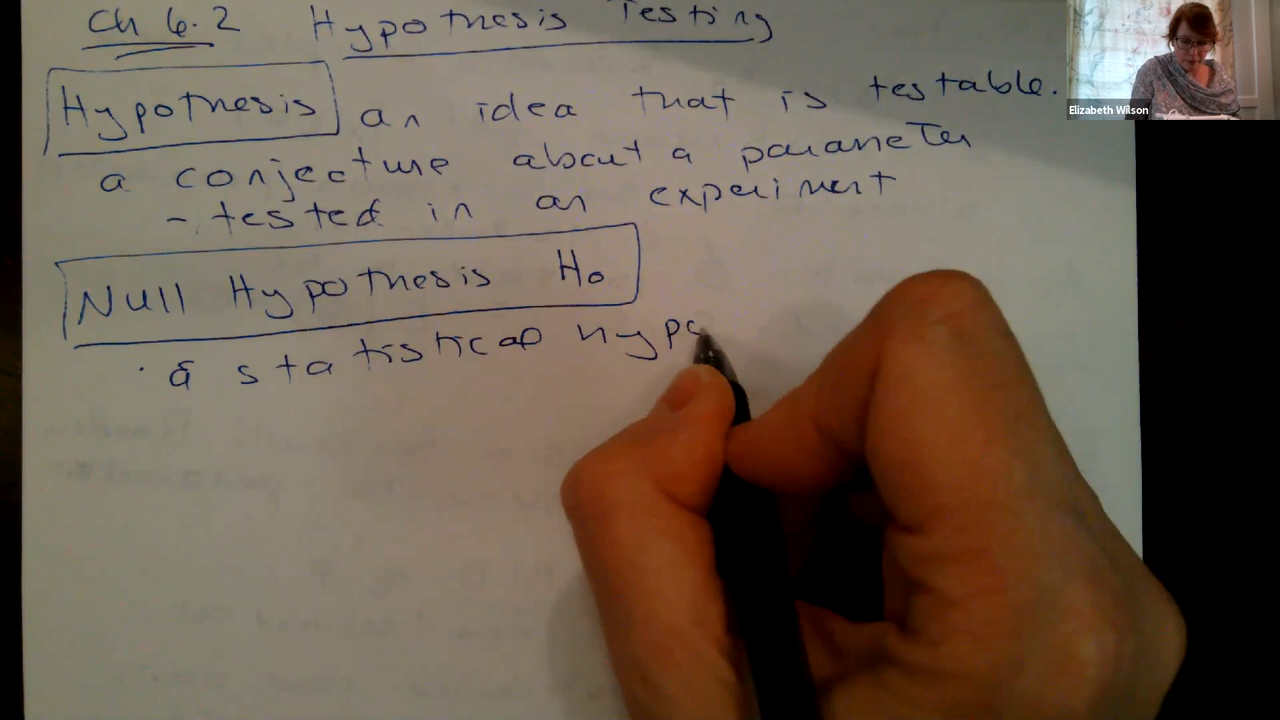 Ch 6.2 Hypothesis Testing
Hypothesis an idea that is testable.
a conjecture about a parameter
- tested in an experiment
Null Hypothesis H₀
· a statistical hypo
Elizabeth Wilson